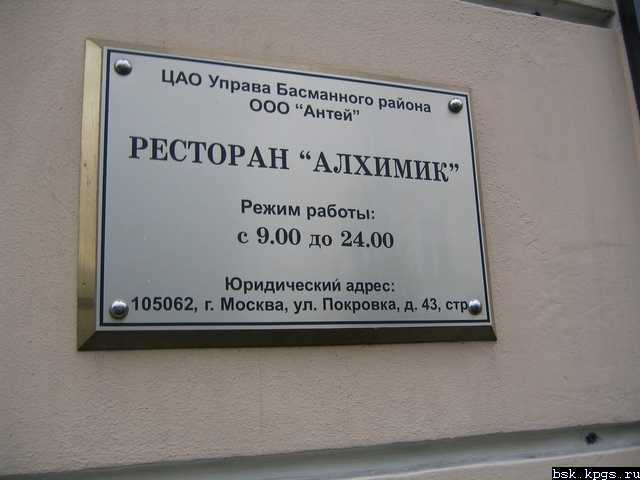 ЦАО Управа Басманного района
ООО “Антей”
РЕСТОРАН “АЛХИМИК”
Режим работы:
с 9.00 до 24.00
Юридический адрес:
105062, г. Москва, ул. Покровка, д. 43, стр
bsk.kpgs.ru